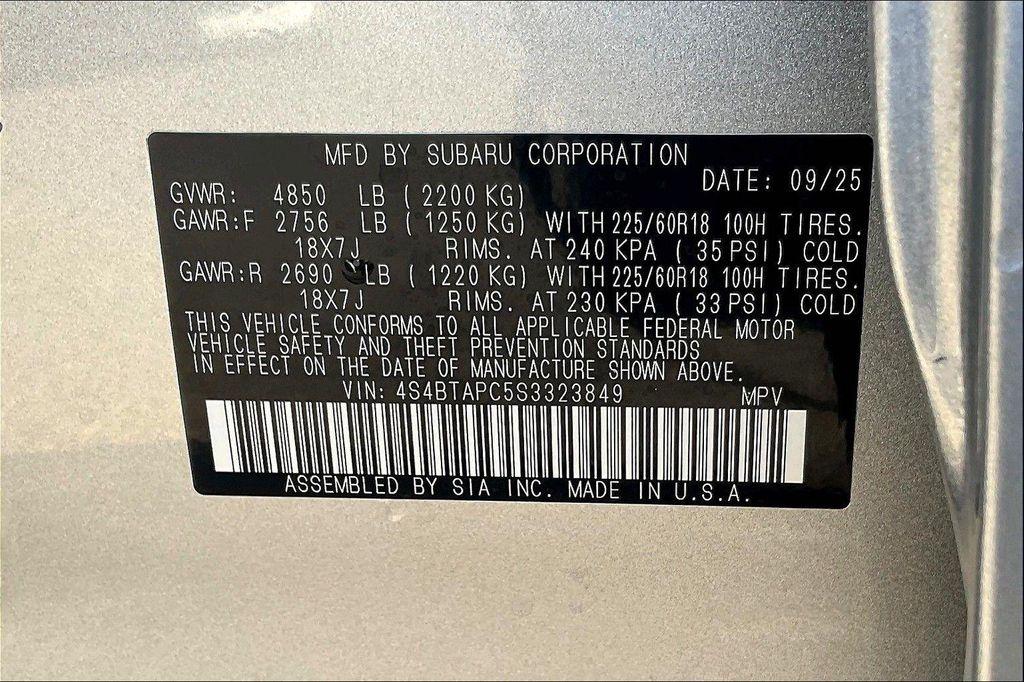 MFD BY SUBARU CORPORATION
DATE: 09/25
GVWR: 4850 LB (2200 KG)
GAWR:F 2756 LB (1250 KG) WITH 225/60R18 100H TIRES.
18X7J RIMS. AT 240 KPA (35 PSI) COLD
GAWR:R 2690 LB (1220 KG) WITH 225/60R18 100H TIRES.
18X7J RIMS. AT 230 KPA (33 PSI) COLD
THIS VEHICLE CONFORMS TO ALL APPLICABLE FEDERAL MOTOR
VEHICLE SAFETY AND THEFT PREVENTION STANDARDS
IN EFFECT ON THE DATE OF MANUFACTURE SHOWN ABOVE.
VIN: 4S4BTAPC5S3323849 MPV
ASSEMBLED BY SIA INC. MADE IN U.S.A.